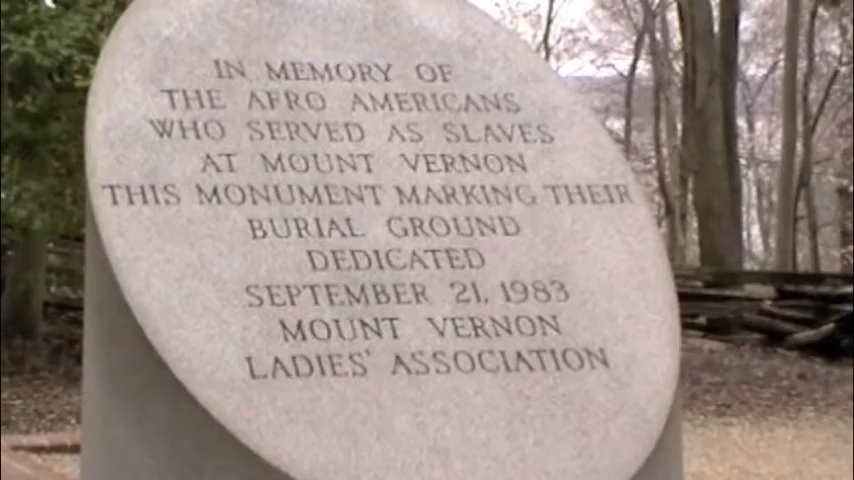 IN MEMORY OF
THE AFRO AMERICANS
WHO SERVED AS SLAVES
AT MOUNT VERNON
THIS MONUMENT MARKING THEIR
BURIAL GROUND
DEDICATED
SEPTEMBER 21, 1983
MOUNT VERNON
LADIES' ASSOCIATION